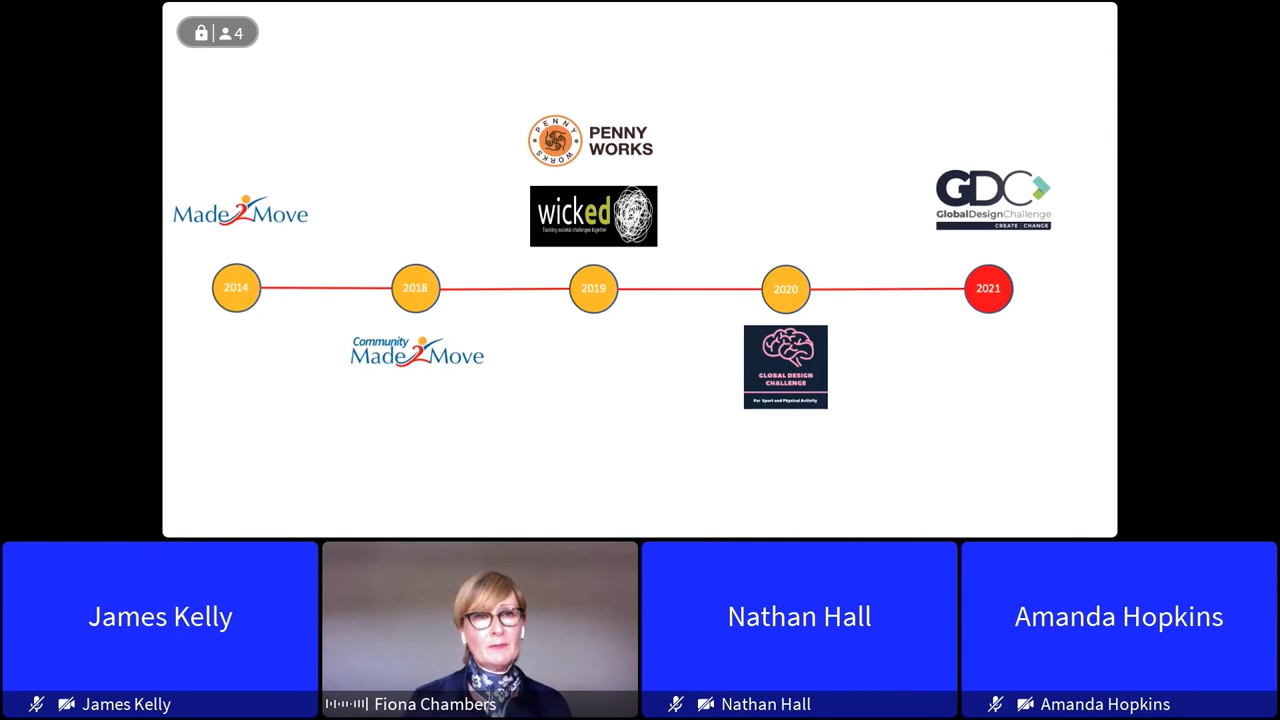 4
PENNY WORKS
PENNY
WORKS
wicked
Tackling societal challenges together
Made2Move
GDC
GlobalDesignChallenge
CREATE | CHANGE
2014
2018
2019
2020
2021
Community
Made2Move
GLOBAL DESIGN
CHALLENGE
For Sport and Physical Activity
James Kelly
Nathan Hall
Amanda Hopkins
James Kelly
Fiona Chambers
Nathan Hall
Amanda Hopkins